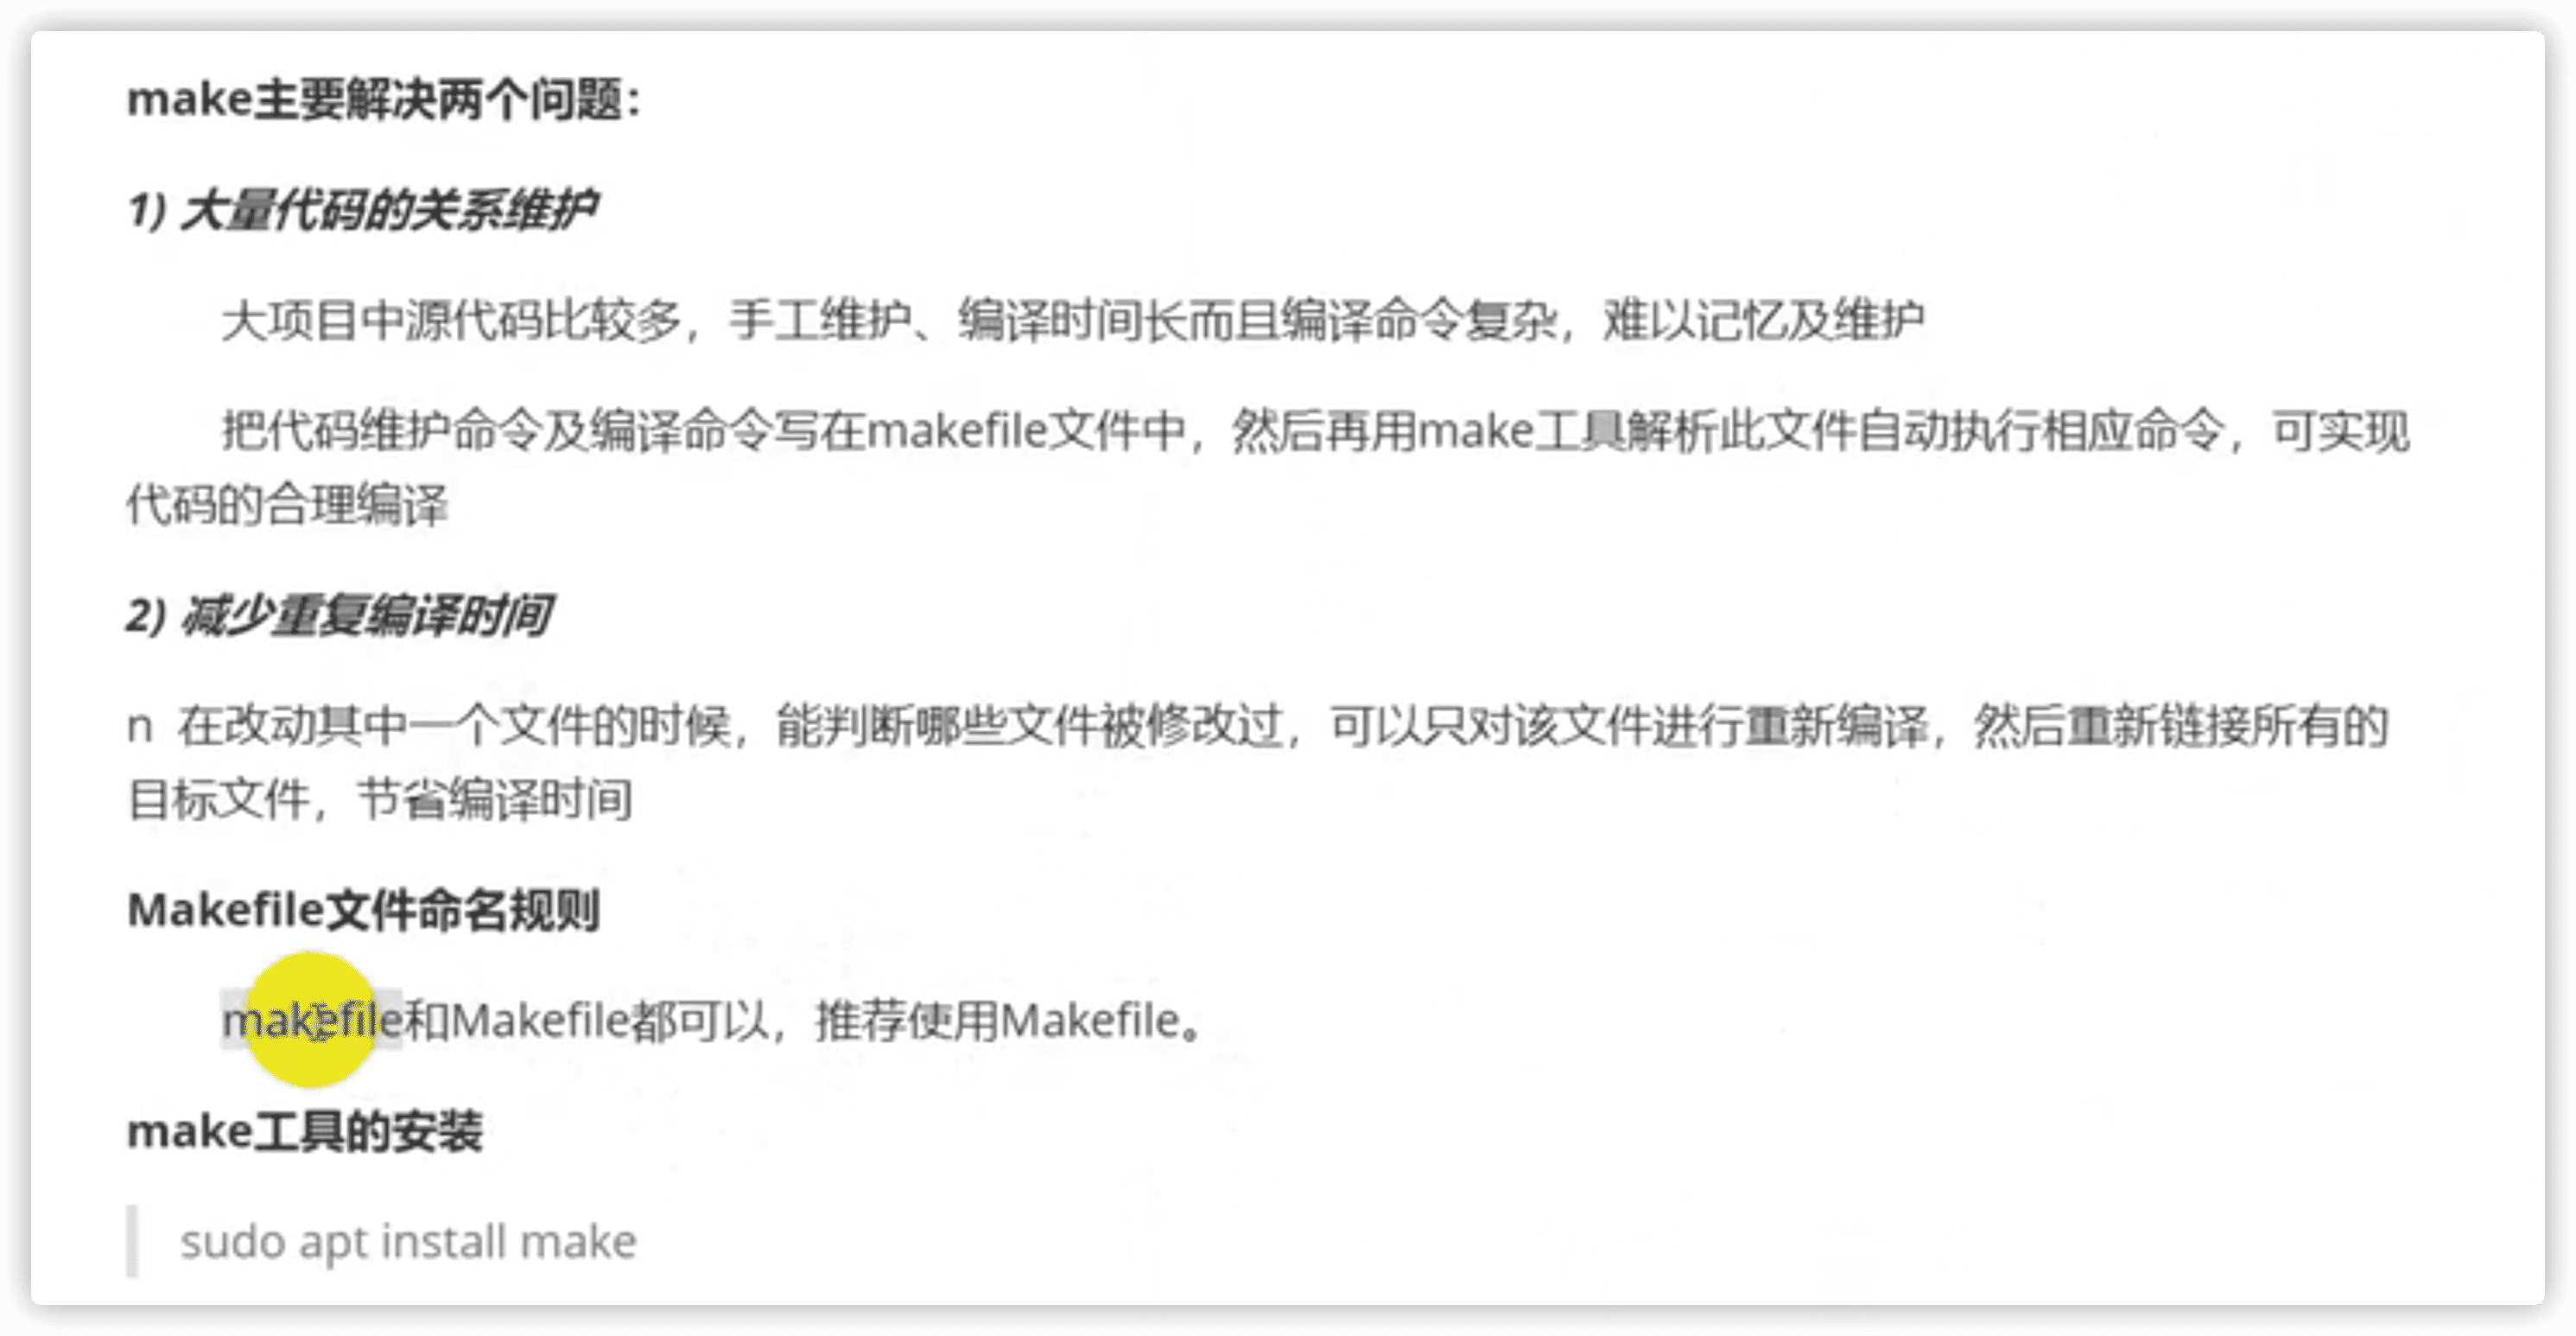 make主要解决两个问题：
1) 大量代码的关系维护
大项目中源代码比较多，手工维护、编译时间长而且编译命令复杂，难以记忆及维护
把代码维护命令及编译命令写在makefile文件中，然后再用make工具解析此文件自动执行相应命令，可实现
代码的合理编译
2) 减少重复编译时间
n 在改动其中一个文件的时候，能判断哪些文件被修改过，可以只对该文件进行重新编译，然后重新链接所有的
目标文件，节省编译时间
Makefile文件命名规则
makefile和Makefile都可以，推荐使用Makefile。
make工具的安装
sudo apt install make